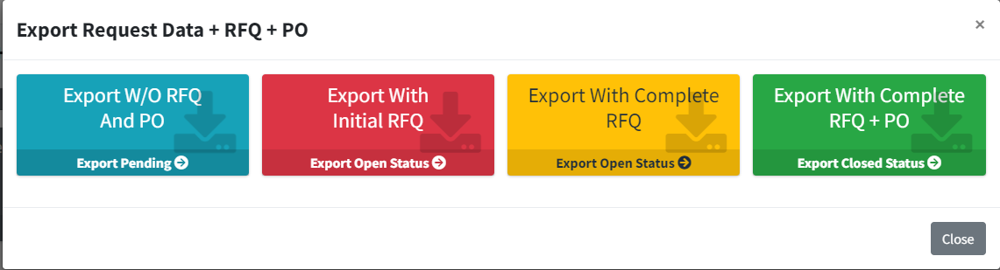 Export Request Data + RFQ + PO
×
Export W/O RFQ
And PO
Export Pending
Export With
Initial RFQ
Export Open Status
Export With Complete
RFQ
Export Open Status
Export With Complete
RFQ + PO
Export Closed Status
Close